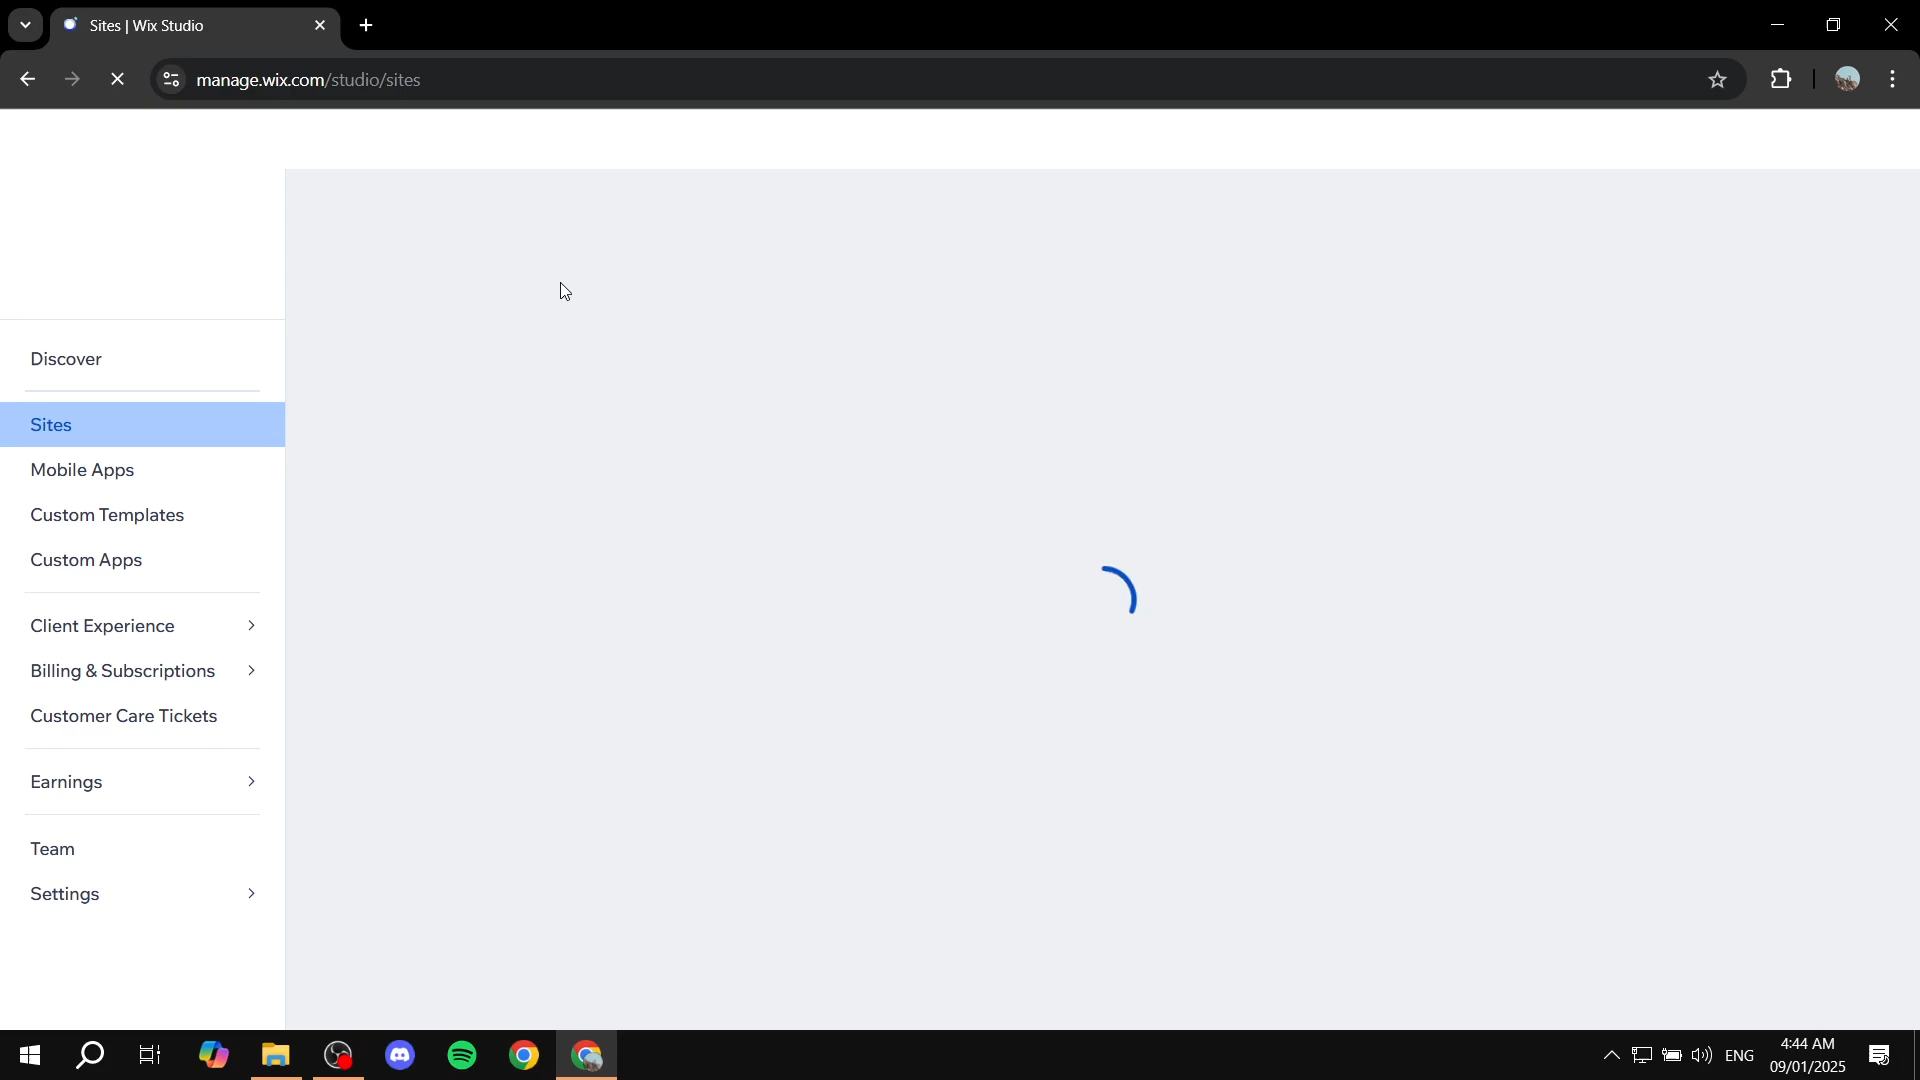 Sites | Wix Studio
manage.wix.com/studio/sites
Discover
Sites
Mobile Apps
Custom Templates
Custom Apps
Client Experience
Billing & Subscriptions
Customer Care Tickets
Earnings
Team
Settings
ENG
4:44 AM
09/01/2025